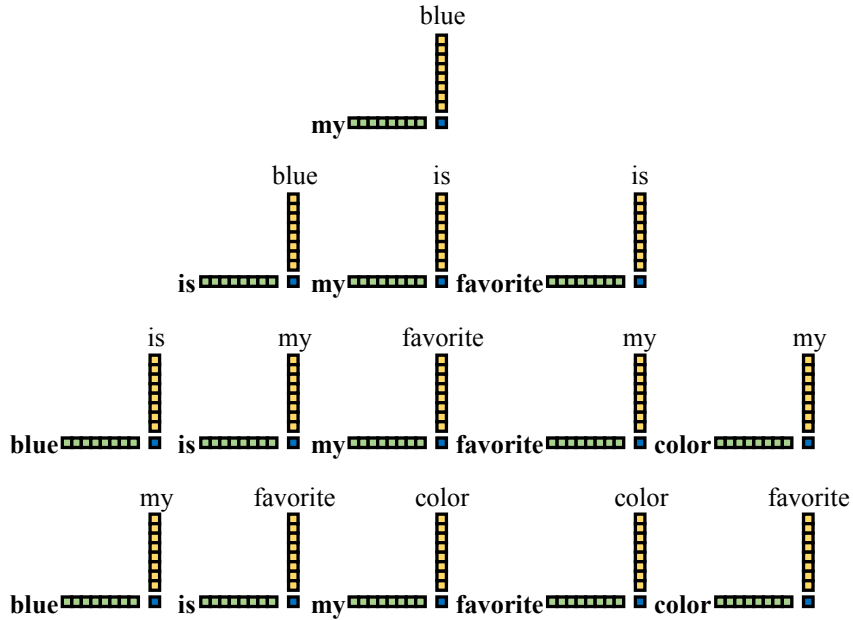 blue
my
blue is is
is my favorite
is my favorite my my
blue is my favorite color
my favorite color color favorite
blue is my favorite color